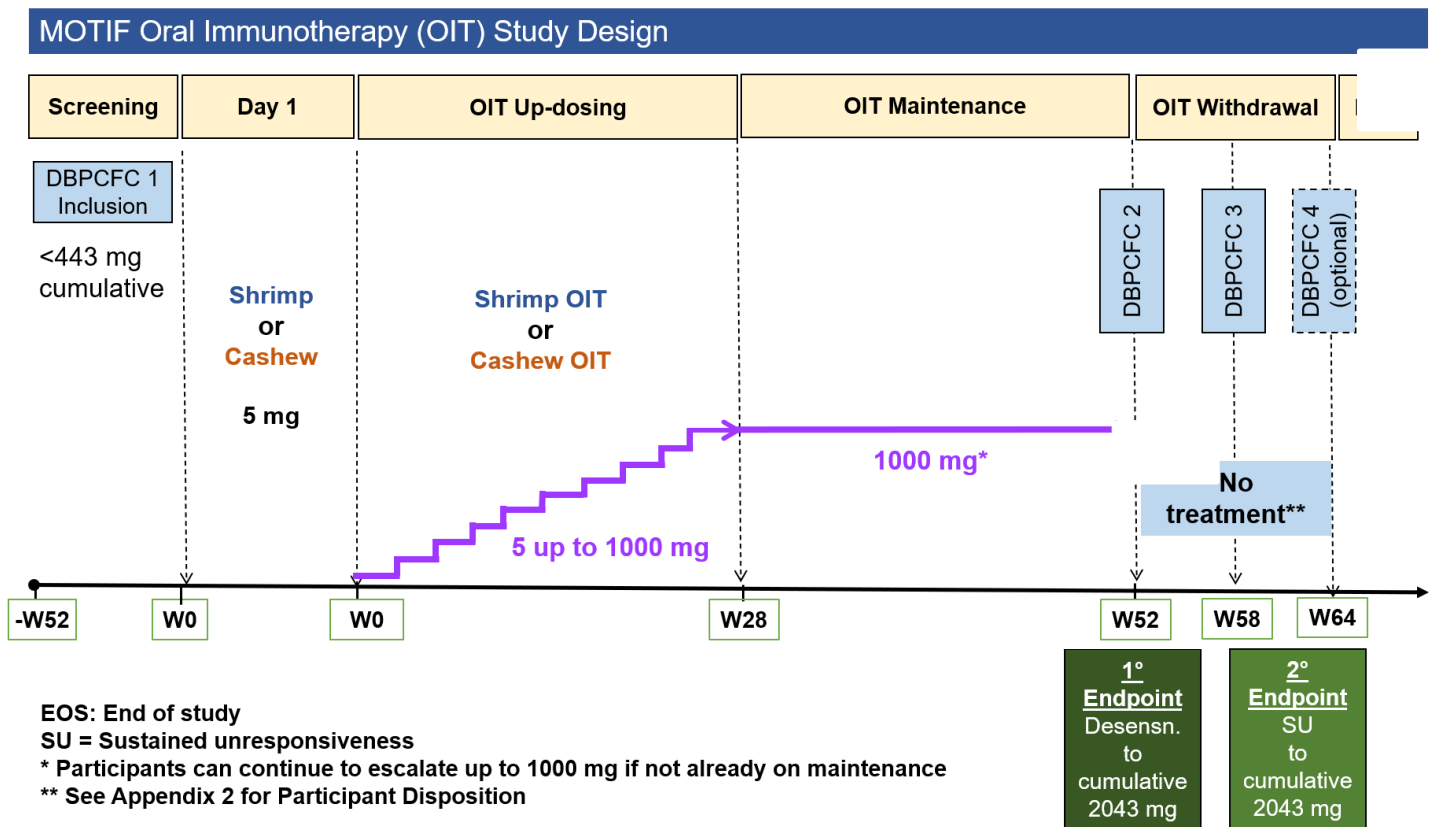 MOTIF Oral Immunotherapy (OIT) Study Design
Screening
Day 1
OIT Up-dosing
OIT Maintenance
OIT Withdrawal
DBPCFC 1
Inclusion
<443 mg
cumulative
Shrimp
or
Cashew
5 mg
Shrimp OIT
or
Cashew OIT
5 up to 1000 mg
1000 mg*
DBPCFC 2
DBPCFC 3
DBPCFC 4
(optional)
No
treatment**
-W52
W0
W0
W28
W52
W58
W64
1°
Endpoint
Desensn.
to
cumulative
2043 mg
2°
Endpoint
SU
to
cumulative
2043 mg
EOS: End of study
SU = Sustained unresponsiveness
* Participants can continue to escalate up to 1000 mg if not already on maintenance
** See Appendix 2 for Participant Disposition